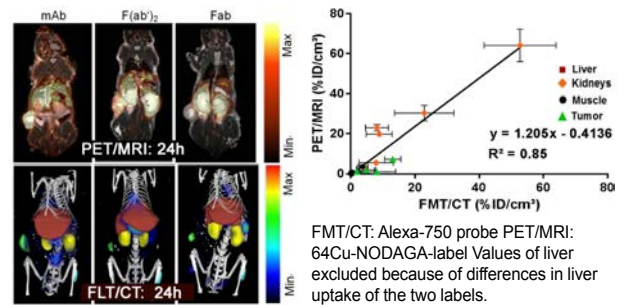 mAb F(ab')₂ Fab
Max
Min.
PET/MRI: 24h
Max
Min.
FLT/CT: 24h
PET/MRI (%ID/cm³)
80
60
40
20
0
Liver
Kidneys
Muscle
Tumor
y = 1.205x - 0.4136
R² = 0.85
0 20 40 60 80
FMT/CT (%ID/cm³)
FMT/CT: Alexa-750 probe PET/MRI:
64Cu-NODAGA-label Values of liver
excluded because of differences in liver
uptake of the two labels.